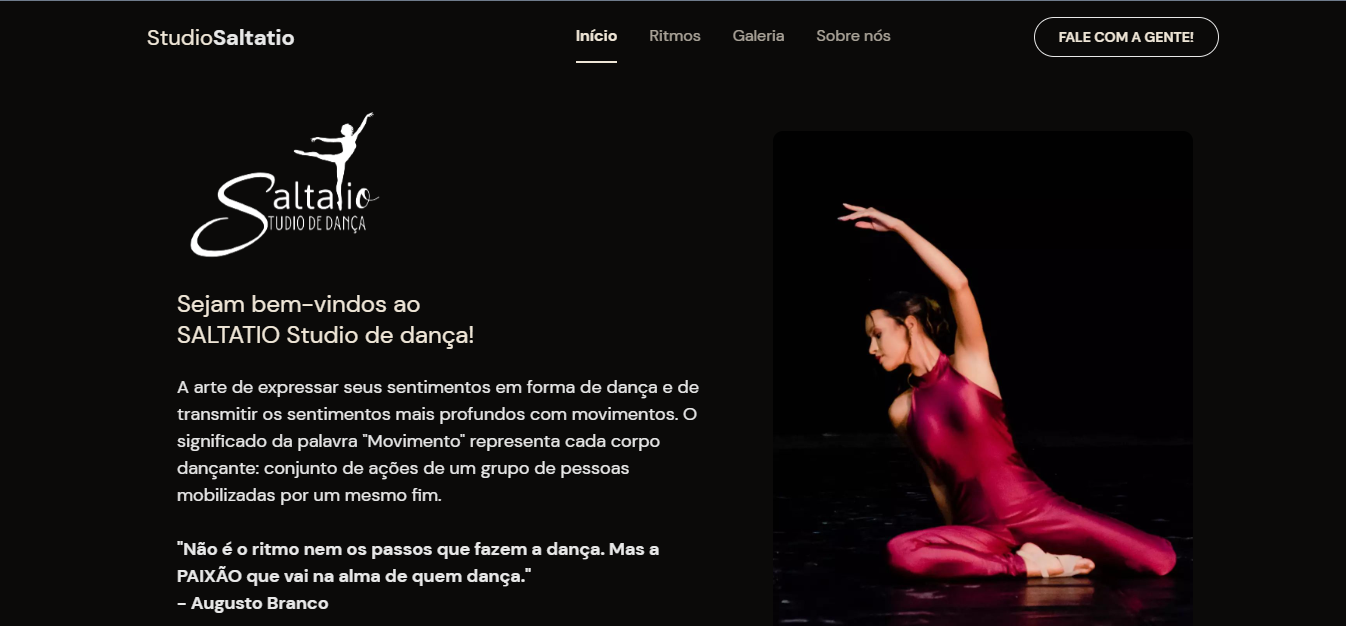 StudioSaltatio
Início
Ritmos
Galeria
Sobre nós
FALE COM A GENTE!
Saltatio
STUDIO DE DANÇA
Sejam bem-vindos ao
SALTATIO Studio de dança!
A arte de expressar seus sentimentos em forma de dança e de
transmitir os sentimentos mais profundos com movimentos. O
significado da palavra "Movimento" representa cada corpo
dançante: conjunto de ações de um grupo de pessoas
mobilizadas por um mesmo fim.
"Não é o ritmo nem os passos que fazem a dança. Mas a
PAIXÃO que vai na alma de quem dança."
- Augusto Branco